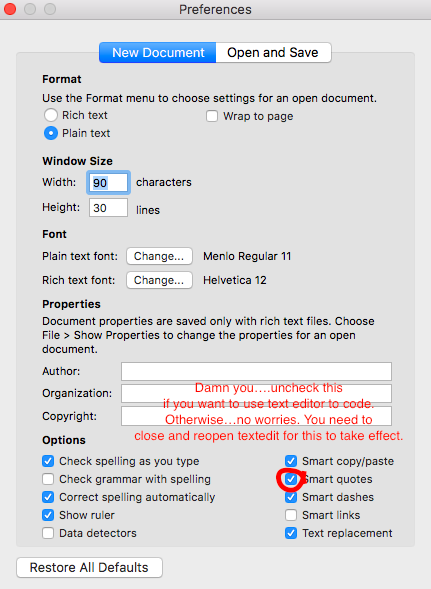 Preferences
New Document Open and Save
Format
Use the Format menu to choose settings for an open document.
Rich text Wrap to page
Plain text
Window Size
Width: 90 characters
Height: 30 lines
Font
Plain text font: Change... Menlo Regular 11
Rich text font: Change... Helvetica 12
Properties
Document properties are saved only with rich text files. Choose
File > Show Properties to change the properties for an open
document.
Author:
Organization:
Copyright:
Damn you....uncheck this
if you want to use text editor to code.
Otherwise...no worries. You need to
close and reopen textedit for this to take effect.
Options
Check spelling as you type Smart copy/paste
Check grammar with spelling Smart quotes
Correct spelling automatically Smart dashes
Show ruler Smart links
Data detectors Text replacement
Restore All Defaults